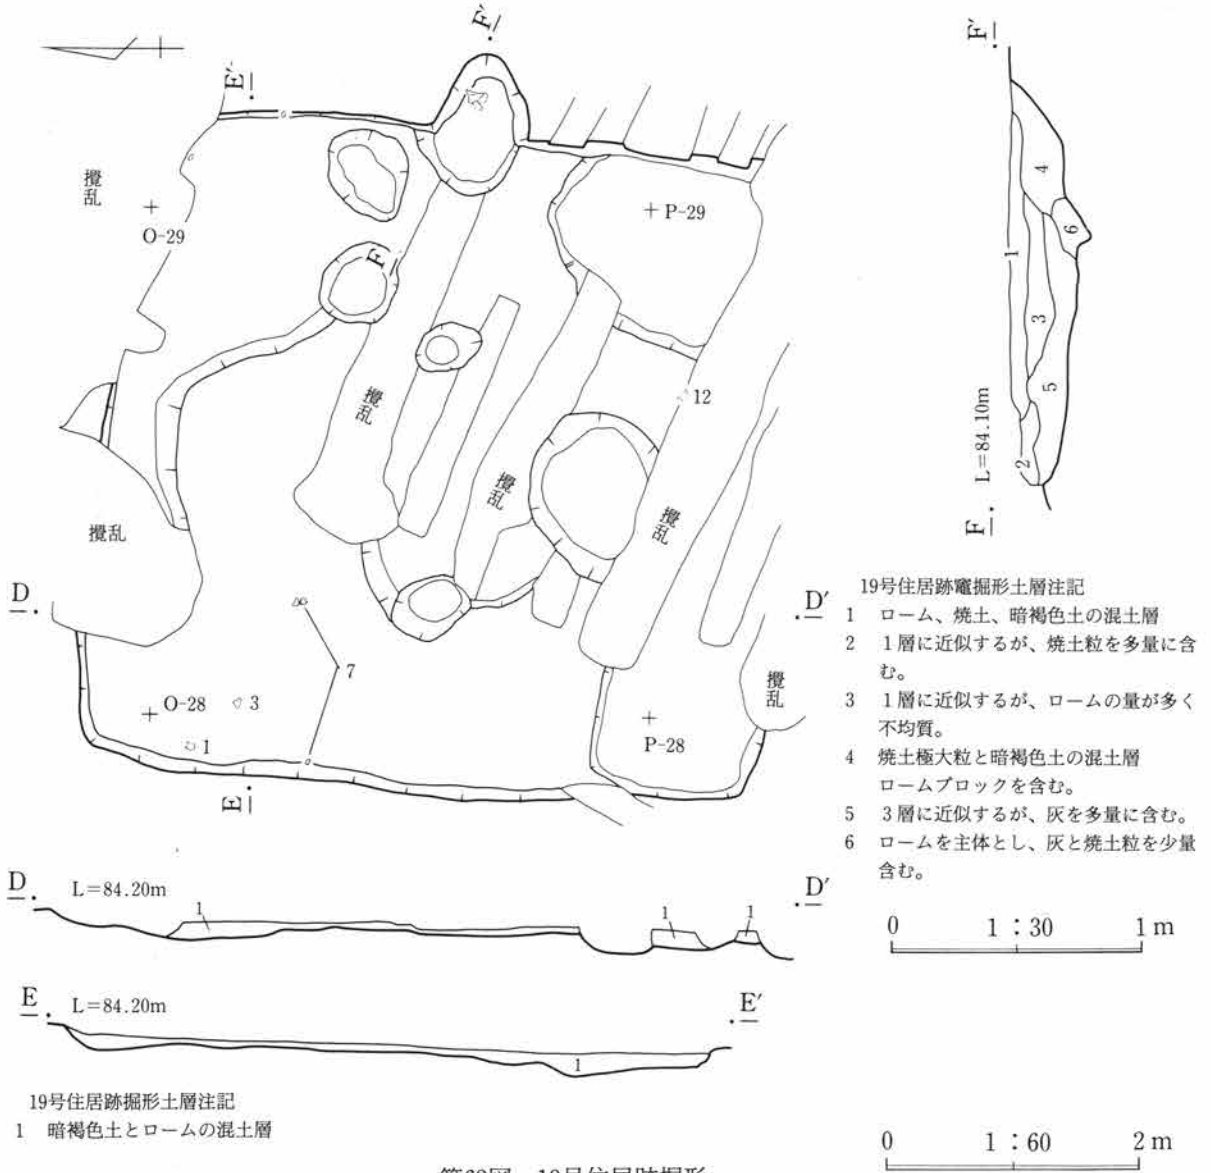 F′
E′
F′
攪乱
O-29
P-29
F
4
6
1
3
5
2
攪乱
12
L=84.10m
攪乱
攪乱
攪乱
F
D
D′
19号住居跡竈掘形土層注記
1 ローム、焼土、暗褐色土の混土層
2 1層に近似するが、焼土粒を多量に含
む。
3 1層に近似するが、ロームの量が多く
不均質。
4 焼土極大粒と暗褐色土の混土層
ロームブロックを含む。
5 3層に近似するが、灰を多量に含む。
6 ロームを主体とし、灰と焼土粒を少量
含む。
7
攪乱
O-28
3
1
P-28
E
D
L=84.20m
D′
1
1
1
0 1：30 1m
E
L=84.20m
E′
1
19号住居跡掘形土層注記
1 暗褐色土とロームの混土層
0 1：60 2m